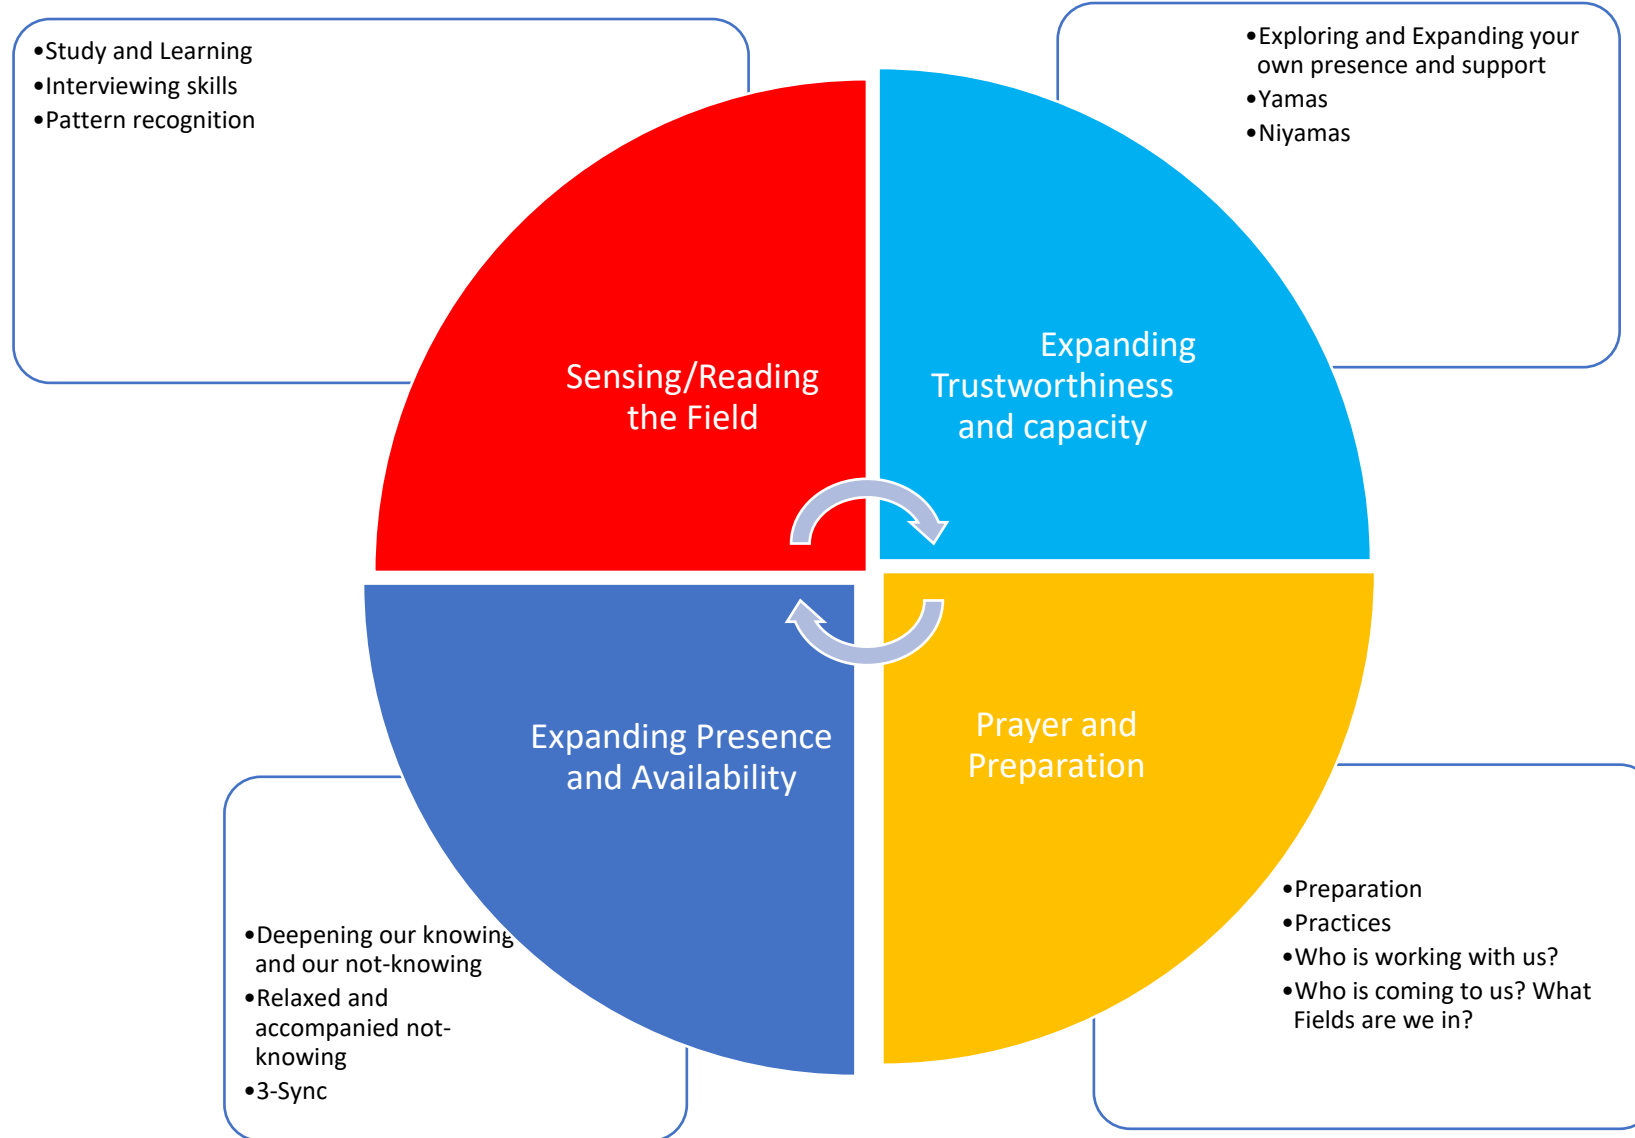 •Study and Learning
•Interviewing skills
•Pattern recognition
•Exploring and Expanding your
own presence and support
•Yamas
•Niyamas
Sensing/Reading
the Field
Expanding
Trustworthiness
and capacity
Expanding Presence
and Availability
Prayer and
Preparation
•Deepening our knowing
and our not-knowing
•Relaxed and
accompanied not-
knowing
•3-Sync
•Preparation
•Practices
•Who is working with us?
•Who is coming to us? What
Fields are we in?